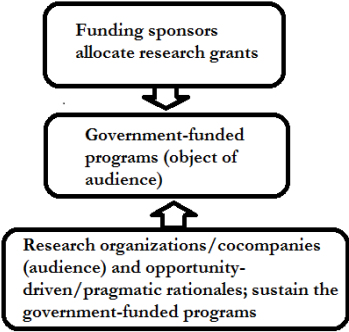 Funding sponsors
allocate research grants
Government-funded
programs (object of
audience)
Research organizations/cocompanies
(audience) and opportunity-
driven/pragmatic rationales; sustain the
government-funded programs